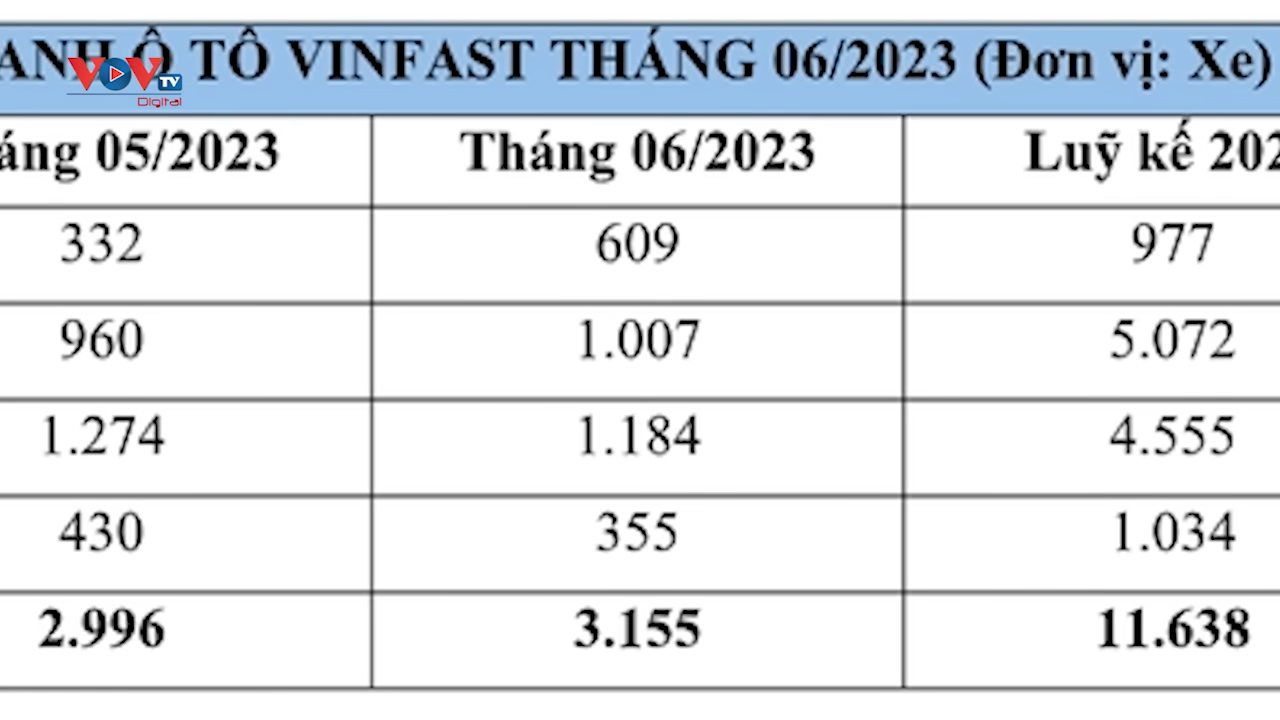 ANH Ô TÔ VINFAST THÁNG 06/2023 (Đơn vị: Xe)
VOV TV
Digital
áng 05/2023 Tháng 06/2023 Luỹ kế 202
332 609 977
960 1.007 5.072
1.274 1.184 4.555
430 355 1.034
2.996 3.155 11.638